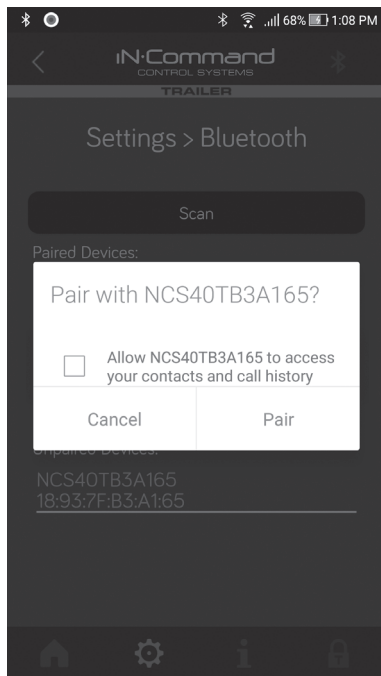 68% 1:08 PM
iN·Command
CONTROL SYSTEMS
TRAILER
Settings > Bluetooth
Scan
Paired Devices:
Pair with NCS40TB3A165?
Allow NCS40TB3A165 to access
your contacts and call history
Cancel Pair
Unpaired Devices:
NCS40TB3A165
18:93:7F:B3:A1:65